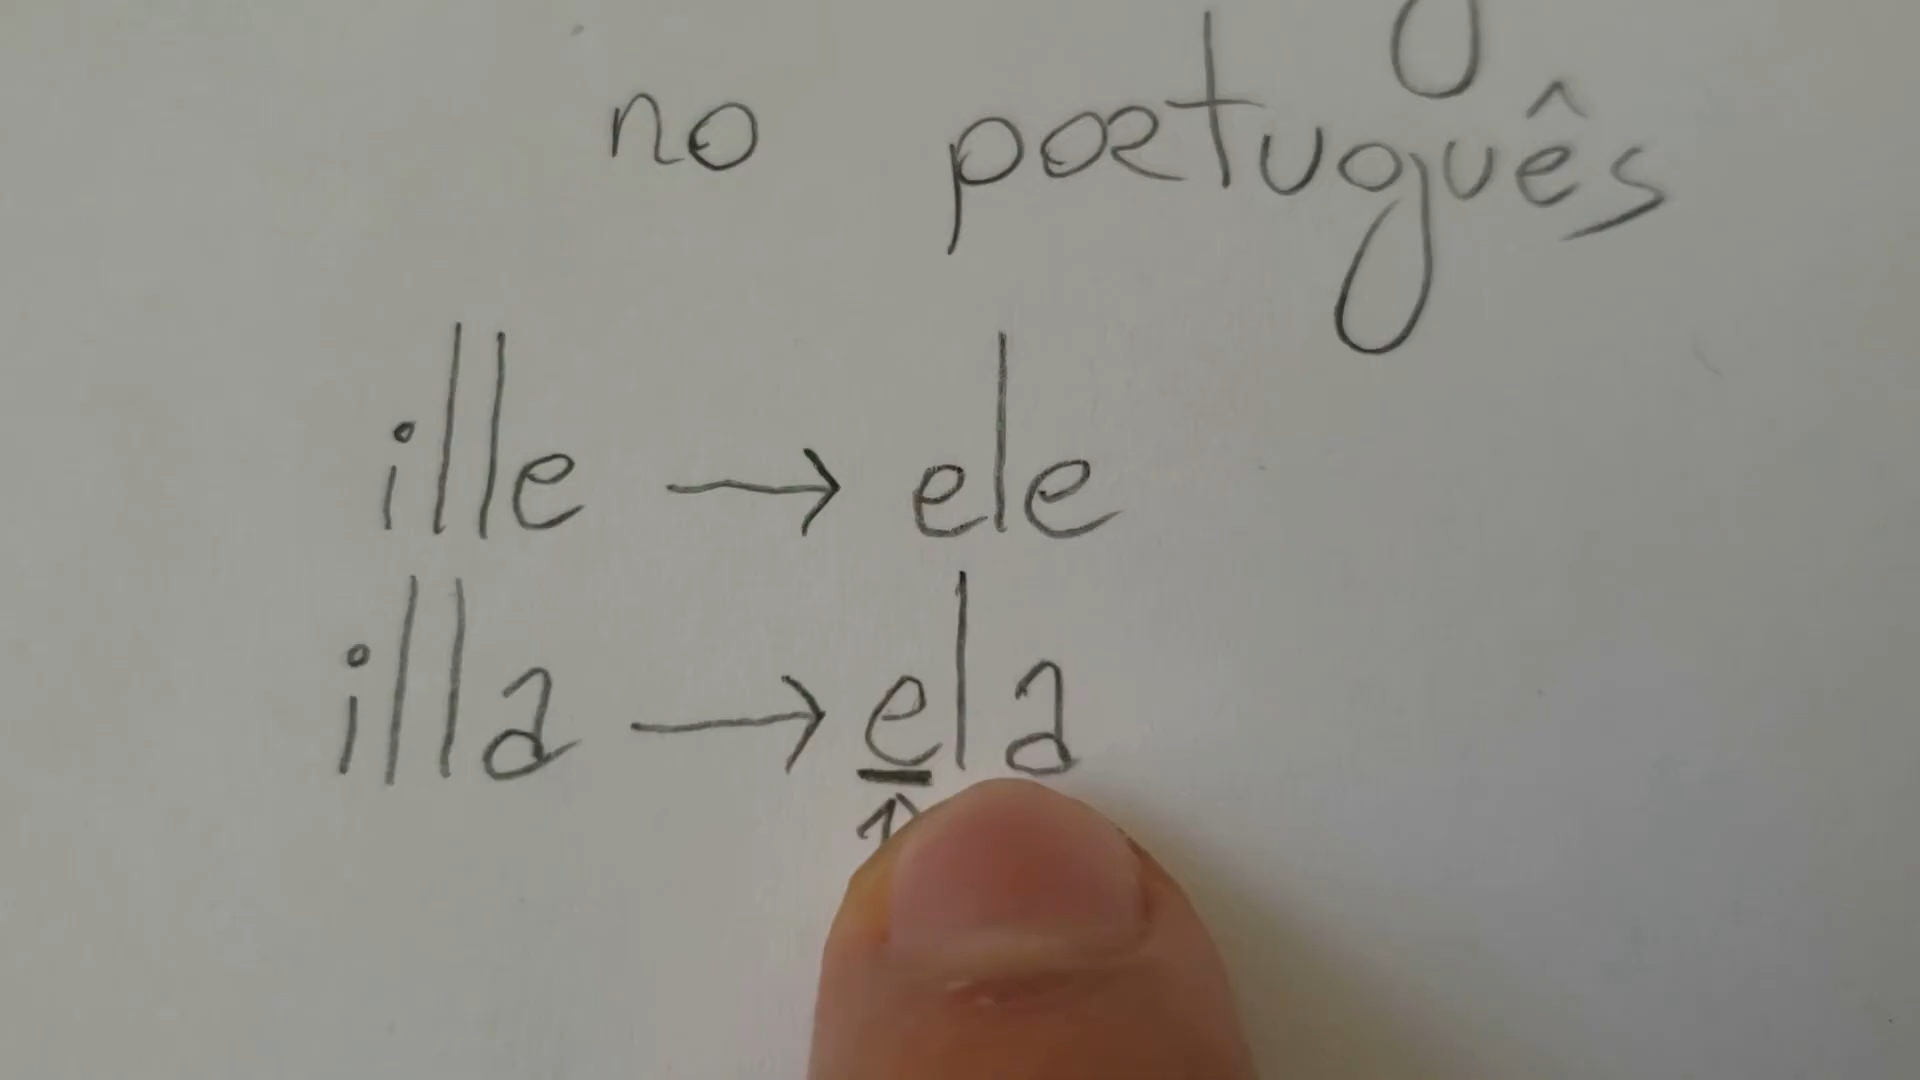 no português
ille → ele
illa → ela